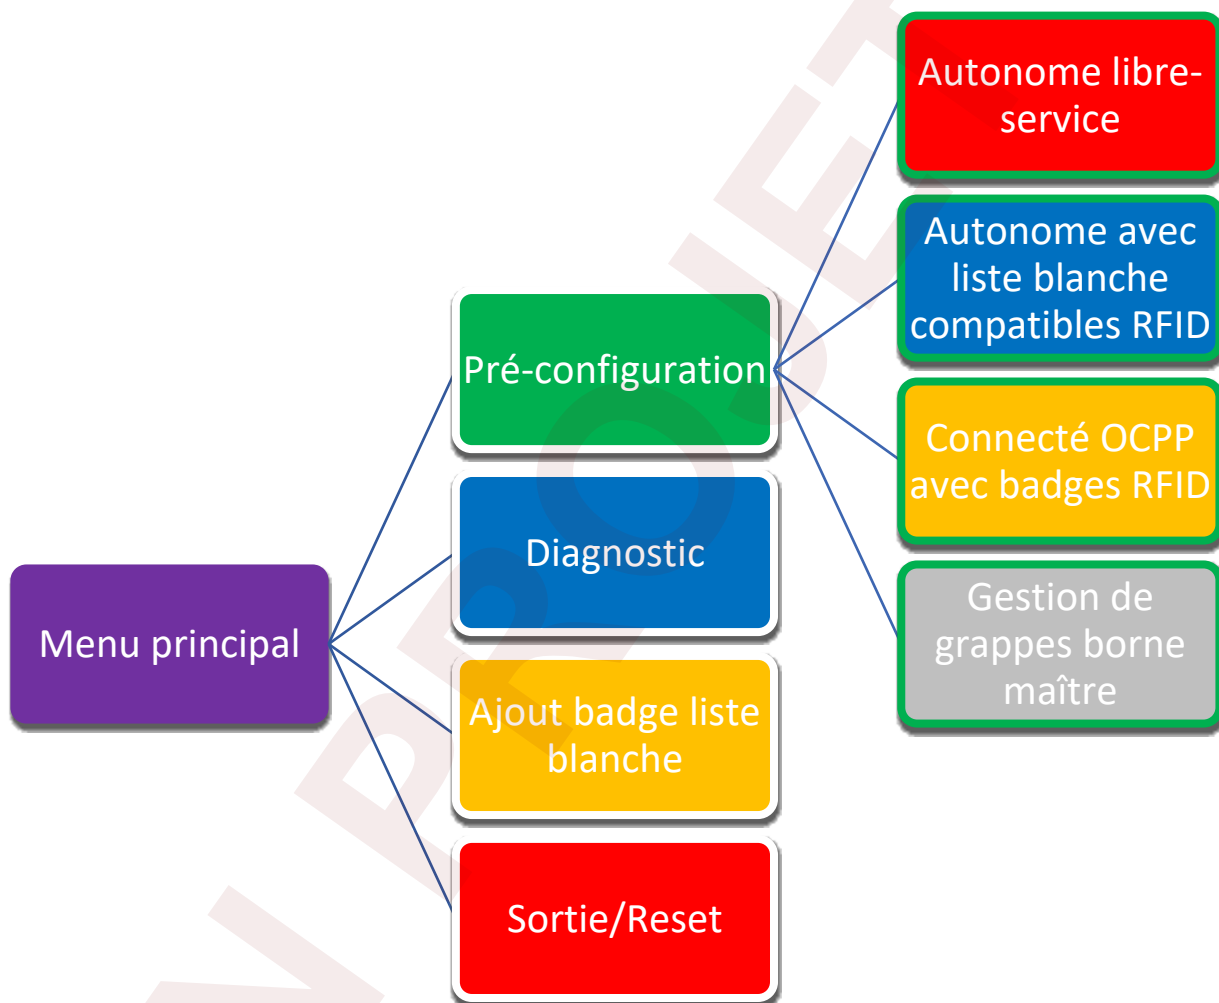 Autonome libre-
service
Autonome avec
liste blanche
compatibles RFID
Pré-configuration
Connecté OCPP
avec badges RFID
Diagnostic
Gestion de
grappes borne
maître
Menu principal
Ajout badge liste
blanche
Sortie/Reset
N PROJET